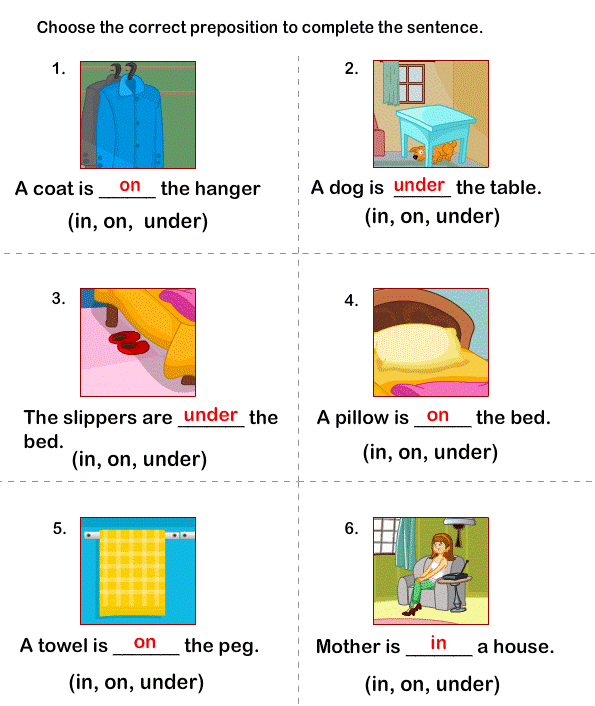 Choose the correct preposition to complete the sentence.
1.
A coat is on the hanger
(in, on, under)
2.
A dog is under the table.
(in, on, under)
3.
The slippers are under the
bed.
(in, on, under)
4.
A pillow is on the bed.
(in, on, under)
5.
A towel is on the peg.
(in, on, under)
6.
Mother is in a house.
(in, on, under)